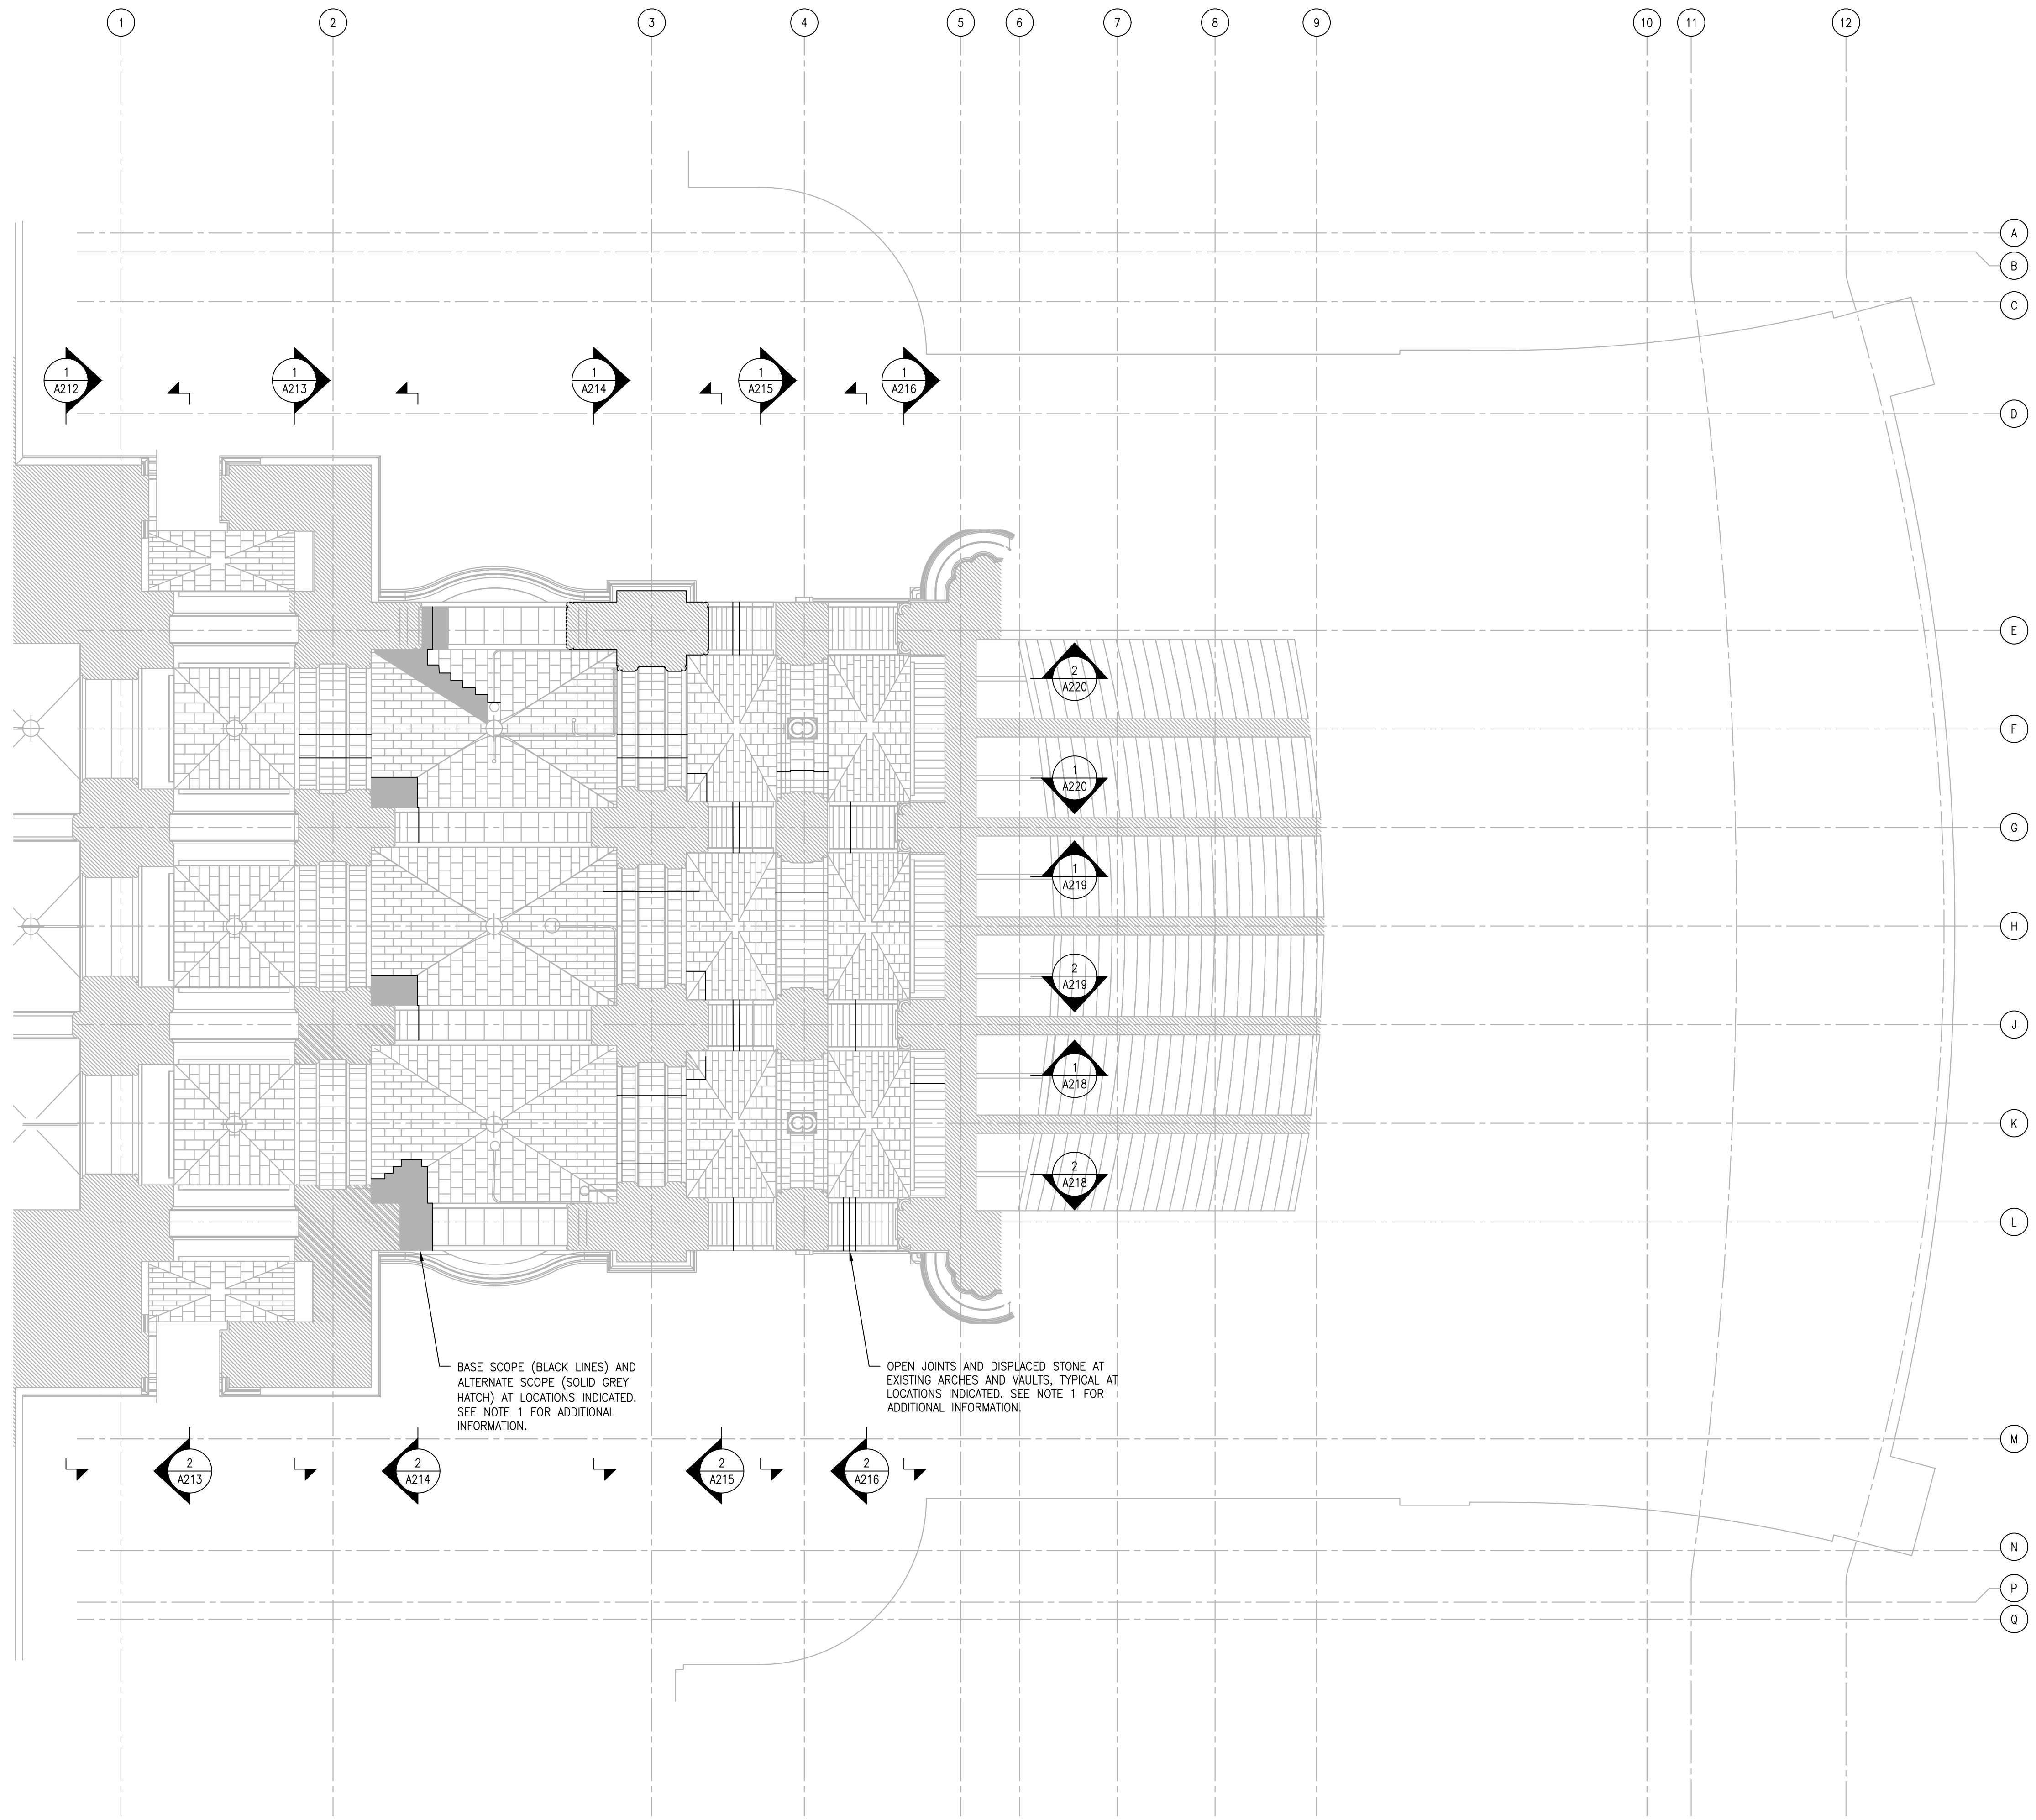 1 2 3 4 5 6 7 8 9 10 11 12
A
B
C
1
A212
1
A213
1
A214
1
A215
1
A216
D
E
2
A220
F
1
A220
G
1
A219
H
2
A219
J
1
A218
K
2
A218
L
BASE SCOPE (BLACK LINES) AND
ALTERNATE SCOPE (SOLID GREY
HATCH) AT LOCATIONS INDICATED.
SEE NOTE 1 FOR ADDITIONAL
INFORMATION.
OPEN JOINTS AND DISPLACED STONE AT
EXISTING ARCHES AND VAULTS, TYPICAL AT
LOCATIONS INDICATED. SEE NOTE 1 FOR
ADDITIONAL INFORMATION.
M
2
A213
2
A214
2
A215
2
A216
N
P
Q